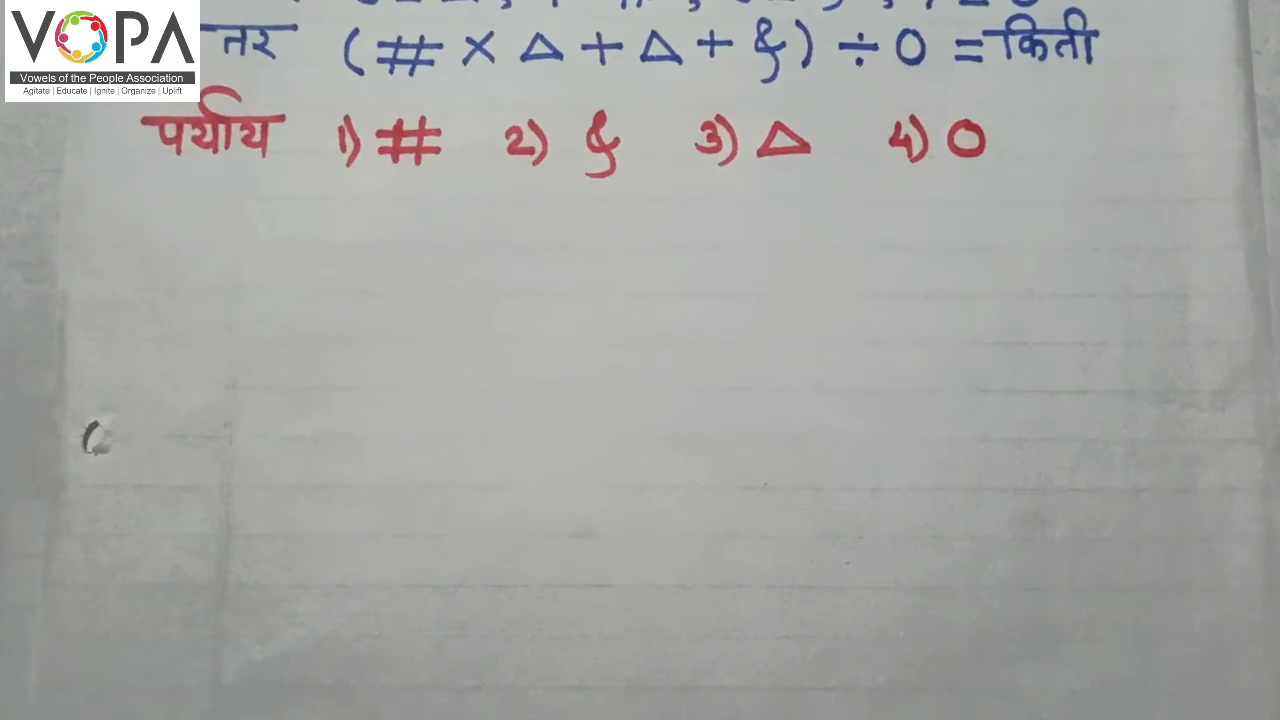 VOPA
Vowels of the People Association
Agitate | Educate | Ignite | Organize | Uplift
तर (# × △ + △ + &) ÷ O = किती
पर्याय 1) # 2) & 3) △ 4) O